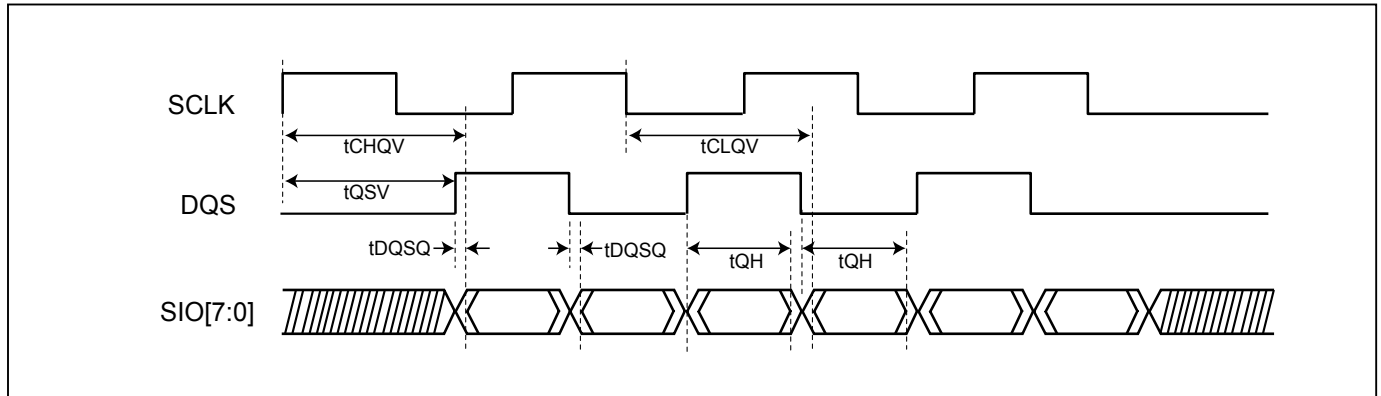 SCLK
tCHQV
tCLQV
tQSV
DQS
tDQSQ
tDQSQ
tQH
tQH
SIO[7:0]